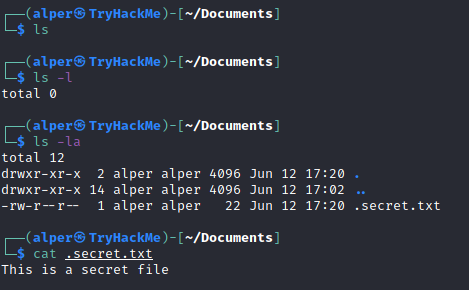 ┌──(alper㉿TryHackMe)-[~/Documents]
└─$ ls

┌──(alper㉿TryHackMe)-[~/Documents]
└─$ ls -l
total 0

┌──(alper㉿TryHackMe)-[~/Documents]
└─$ ls -la
total 12
drwxr-xr-x  2 alper alper 4096 Jun 12 17:20 .
drwxr-xr-x 14 alper alper 4096 Jun 12 17:02 ..
-rw-r--r--  1 alper alper   22 Jun 12 17:20 .secret.txt

┌──(alper㉿TryHackMe)-[~/Documents]
└─$ cat .secret.txt
This is a secret file